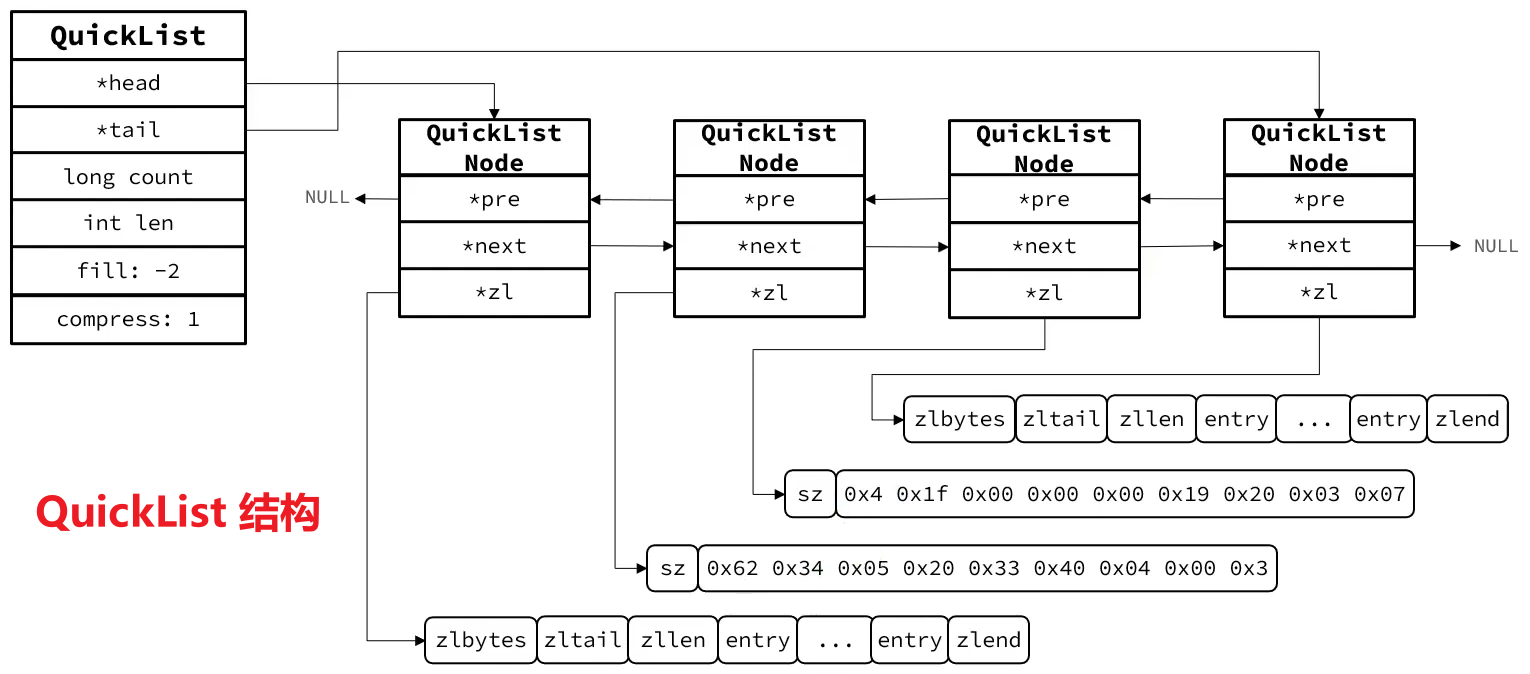 QuickList
*head
*tail
long count
int len
fill: -2
compress: 1
QuickList
Node
*pre
*next
*zl
QuickList
Node
*pre
*next
*zl
QuickList
Node
*pre
*next
*zl
QuickList
Node
*pre
*next
*zl
NULL
NULL
zlbytes zltail zllen entry ... entry zlend
sz 0x4 0x1f 0x00 0x00 0x00 0x19 0x20 0x03 0x07
QuickList 结构
sz 0x62 0x34 0x05 0x20 0x33 0x40 0x04 0x00 0x3
zlbytes zltail zllen entry ... entry zlend